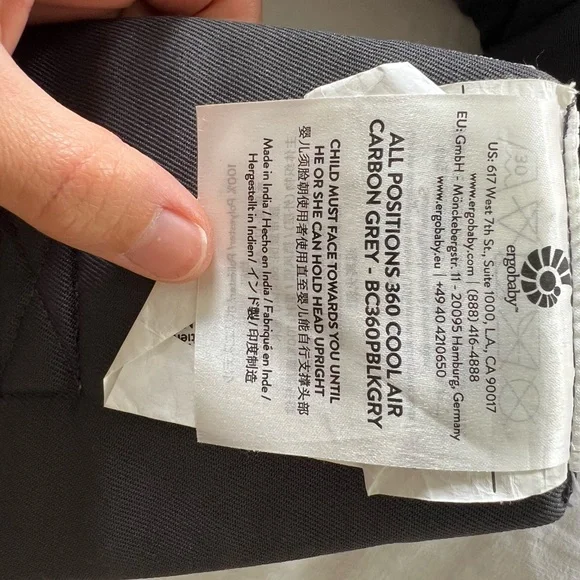 ergobaby™
US: 617 West 7th St., Suite 1000, L.A., CA 90017
www.ergobaby.com | (888) 416-4888
EU: GmbH - Mönckebergstr. 11 - 20095 Hamburg, Germany
www.ergobaby.eu | +49 40 4210650
ALL POSITIONS 360 COOL AIR
CARBON GREY - BC360PBLKGRY
CHILD MUST FACE TOWARDS YOU UNTIL
HE OR SHE CAN HOLD HEAD UPRIGHT
婴儿须脸朝使用者使用直至婴儿能自行支撑头部
Made in India / Hecho en India / Fabriqué en Inde /
Hergestellt in Indien / インド製 / 印度制造